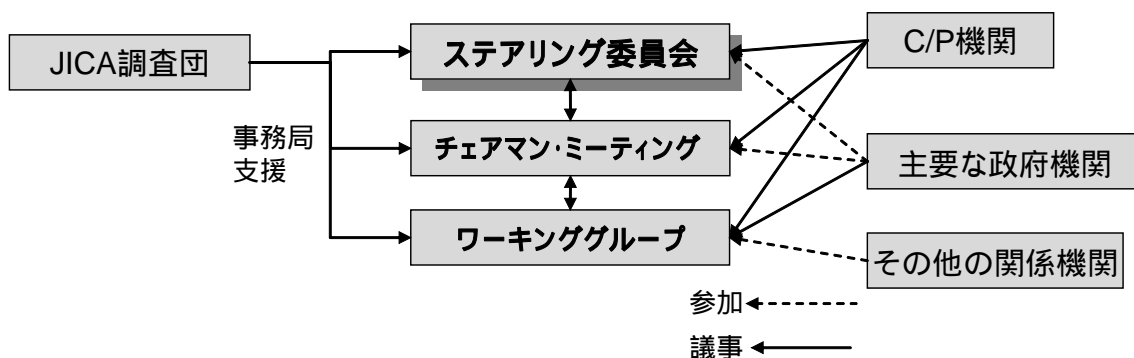 JICA調査団
事務局
支援
ステアリング委員会
チェアマン・ミーティング
ワーキンググループ
C/P機関
主要な政府機関
その他の関係機関
参加
議事